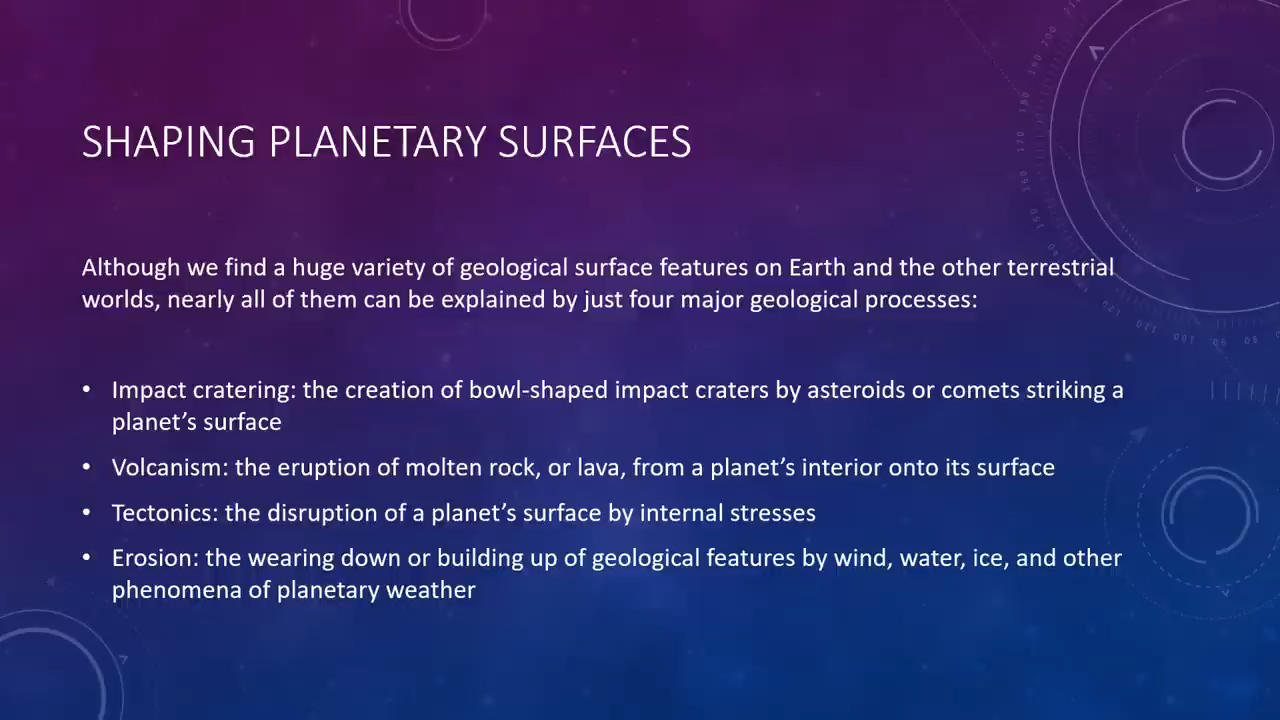 SHAPING PLANETARY SURFACES
Although we find a huge variety of geological surface features on Earth and the other terrestrial
worlds, nearly all of them can be explained by just four major geological processes:
• Impact cratering: the creation of bowl-shaped impact craters by asteroids or comets striking a
planet’s surface
• Volcanism: the eruption of molten rock, or lava, from a planet’s interior onto its surface
• Tectonics: the disruption of a planet’s surface by internal stresses
• Erosion: the wearing down or building up of geological features by wind, water, ice, and other
phenomena of planetary weather